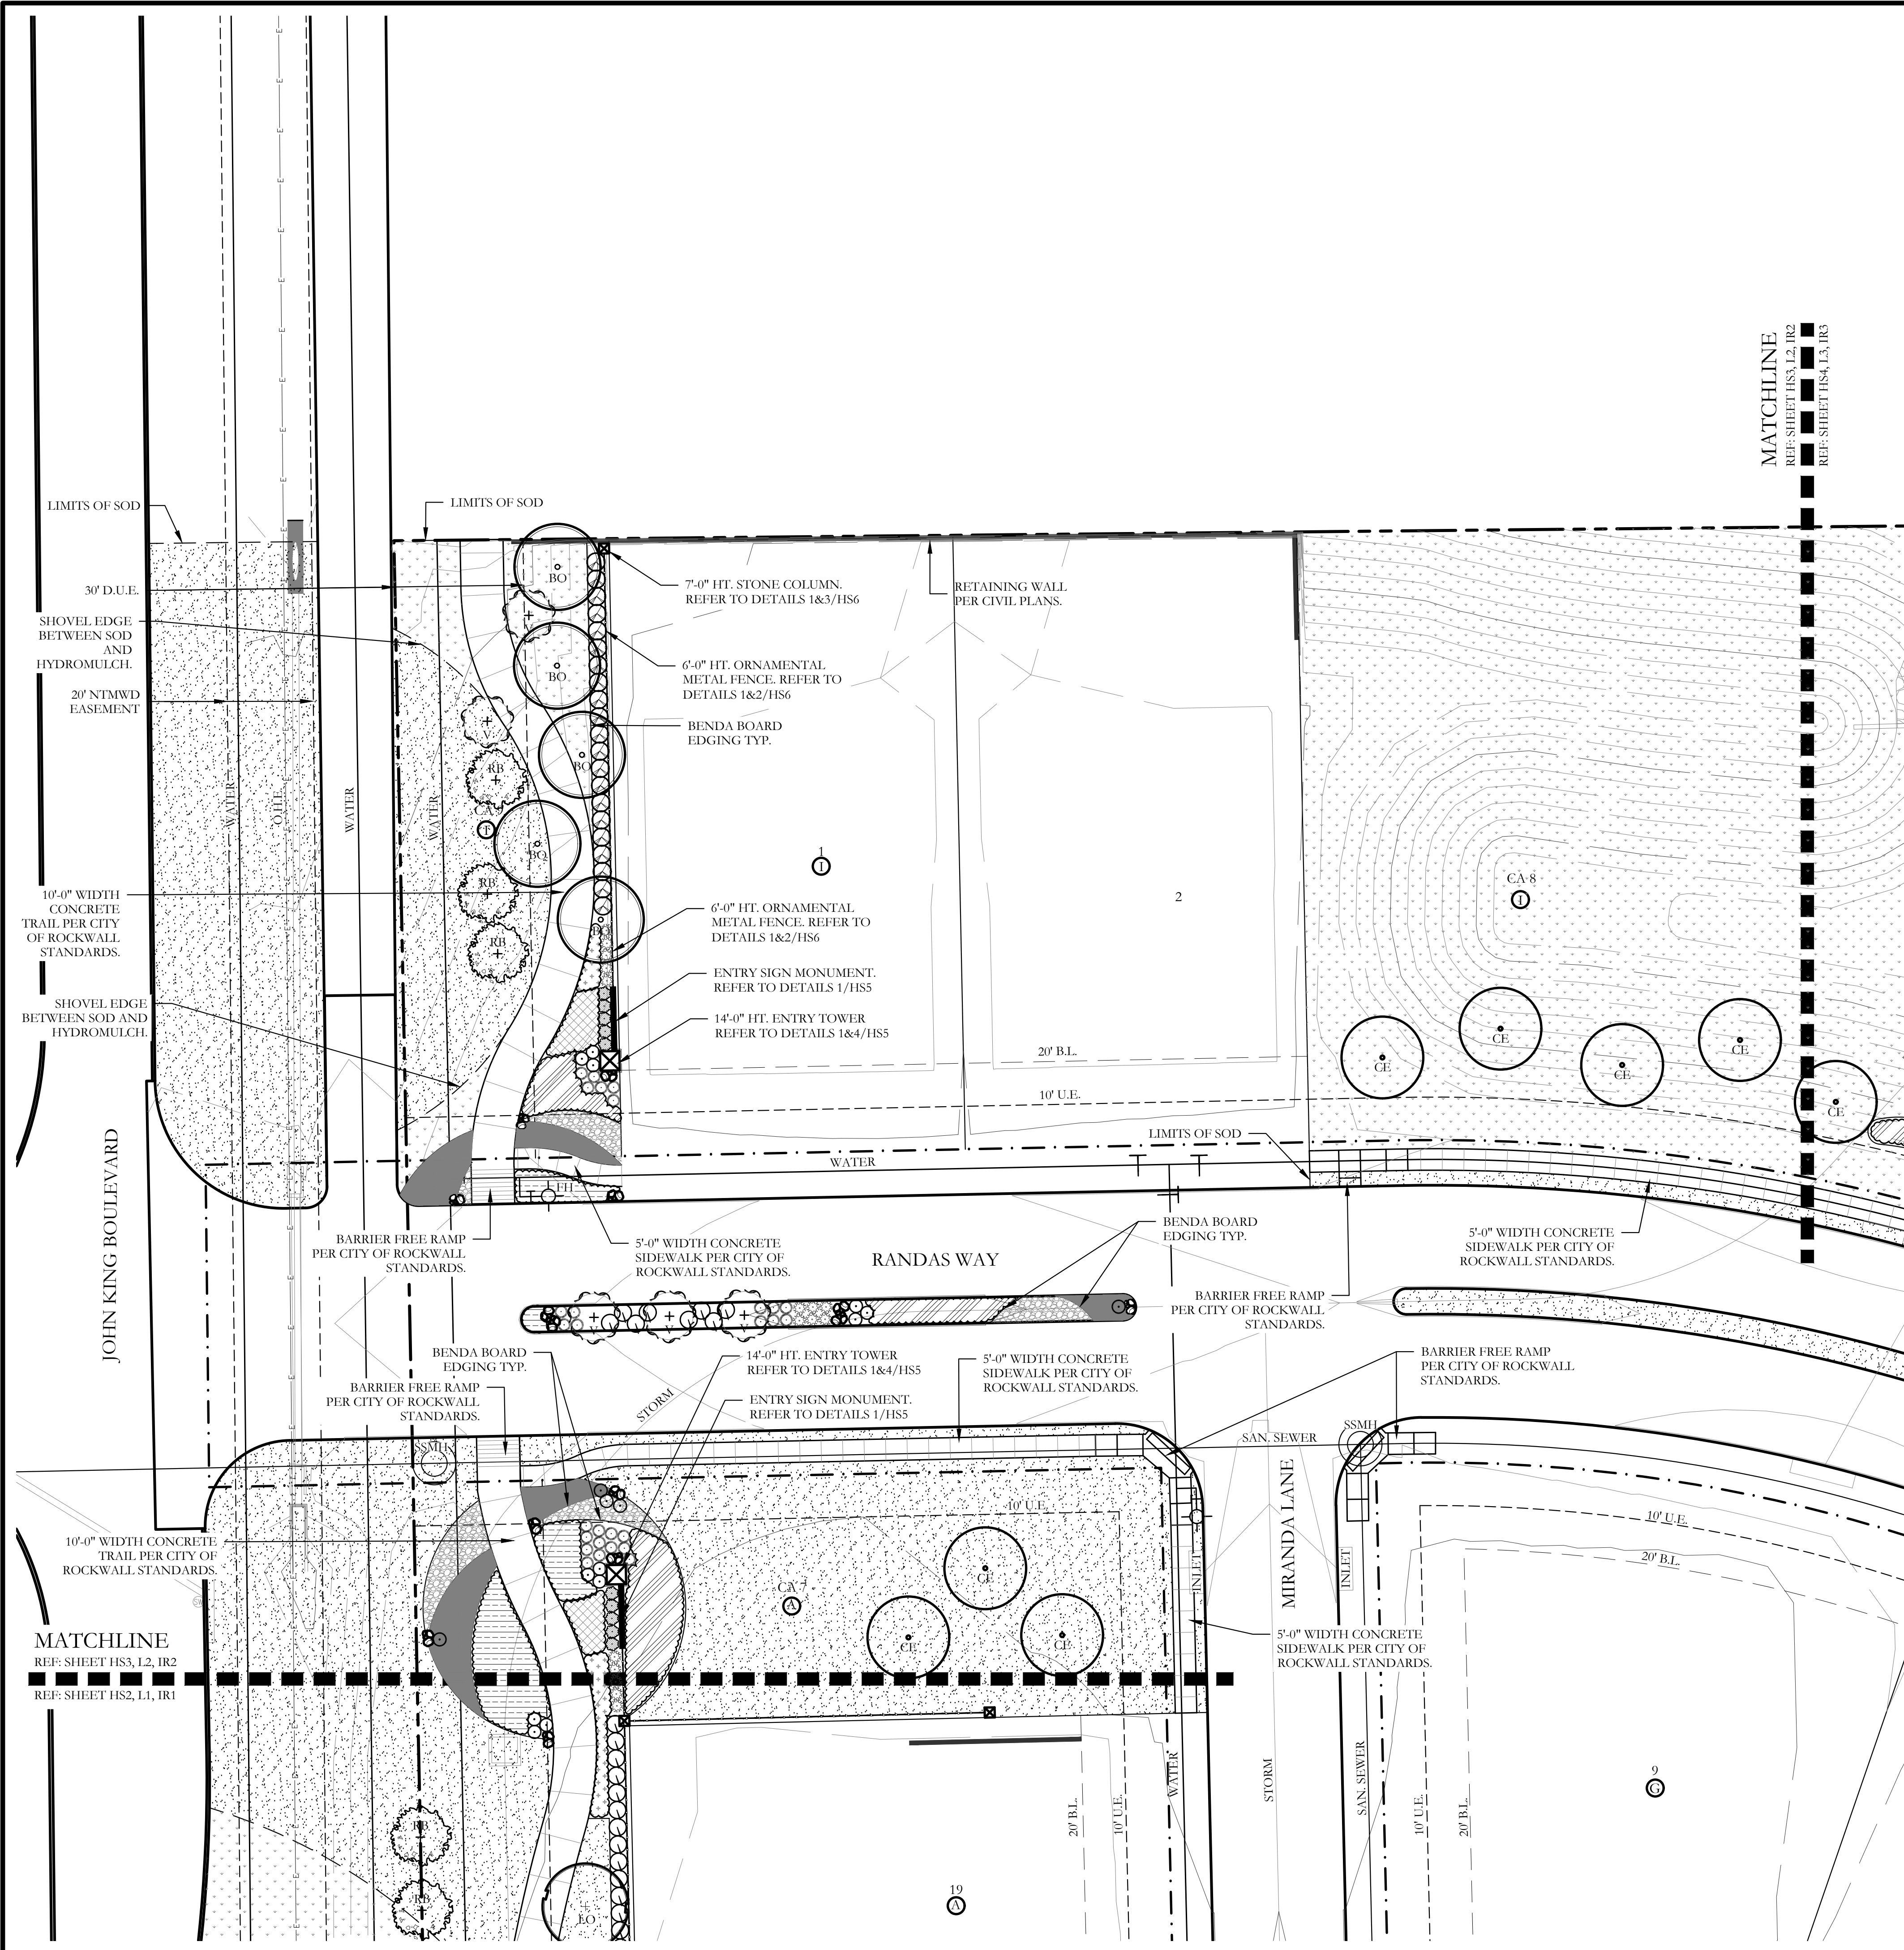 MATCHLINE
REF: SHEET HS3, L2, IR2
REF: SHEET HS4, L3, IR3
LIMITS OF SOD
LIMITS OF SOD
30' D.U.E.
SHOVEL EDGE
BETWEEN SOD
AND
HYDROMULCH.
20' NTMWD
EASEMENT
10'-0" WIDTH
CONCRETE
TRAIL PER CITY
OF ROCKWALL
STANDARDS.
SHOVEL EDGE
BETWEEN SOD AND
HYDROMULCH.
WATER
O.H.E.
WATER
WATER
E
BO
V
BO
V
BO
RB
T
BO
RB
BO
RB
7'-0" HT. STONE COLUMN.
REFER TO DETAILS 1&3/HS6
6'-0" HT. ORNAMENTAL
METAL FENCE. REFER TO
DETAILS 1&2/HS6
BENDA BOARD
EDGING TYP.
6'-0" HT. ORNAMENTAL
METAL FENCE. REFER TO
DETAILS 1&2/HS6
ENTRY SIGN MONUMENT.
REFER TO DETAILS 1/HS5
14'-0" HT. ENTRY TOWER
REFER TO DETAILS 1&4/HS5
RETAINING WALL
PER CIVIL PLANS.
1
I
2
CA-8
I
CE
CE
CE
CE
CE
20' B.L.
10' U.E.
LIMITS OF SOD
WATER
FH
JOHN KING BOULEVARD
BARRIER FREE RAMP
PER CITY OF ROCKWALL
STANDARDS.
5'-0" WIDTH CONCRETE
SIDEWALK PER CITY OF
ROCKWALL STANDARDS.
RANDAS WAY
BENDA BOARD
EDGING TYP.
BARRIER FREE RAMP
PER CITY OF ROCKWALL
STANDARDS.
5'-0" WIDTH CONCRETE
SIDEWALK PER CITY OF
ROCKWALL STANDARDS.
V
V
V
BENDA BOARD
EDGING TYP.
BARRIER FREE RAMP
PER CITY OF ROCKWALL
STANDARDS.
14'-0" HT. ENTRY TOWER
REFER TO DETAILS 1&4/HS5
ENTRY SIGN MONUMENT.
REFER TO DETAILS 1/HS5
STORM
5'-0" WIDTH CONCRETE
SIDEWALK PER CITY OF
ROCKWALL STANDARDS.
BARRIER FREE RAMP
PER CITY OF ROCKWALL
STANDARDS.
SSMH
SSMH
SAN. SEWER
10' U.E.
10' U.E.
20' B.L.
10'-0" WIDTH CONCRETE
TRAIL PER CITY OF
ROCKWALL STANDARDS.
CA-7
A
CE
CE
CE
INLET
MIRANDA LANE
INLET
5'-0" WIDTH CONCRETE
SIDEWALK PER CITY OF
ROCKWALL STANDARDS.
MATCHLINE
REF: SHEET HS3, L2, IR2
REF: SHEET HS2, L1, IR1
RB
RB
LO
20' B.L.
10' U.E.
WATER
STORM
SAN. SEWER
10' U.E.
20' B.L.
19
A
9
G